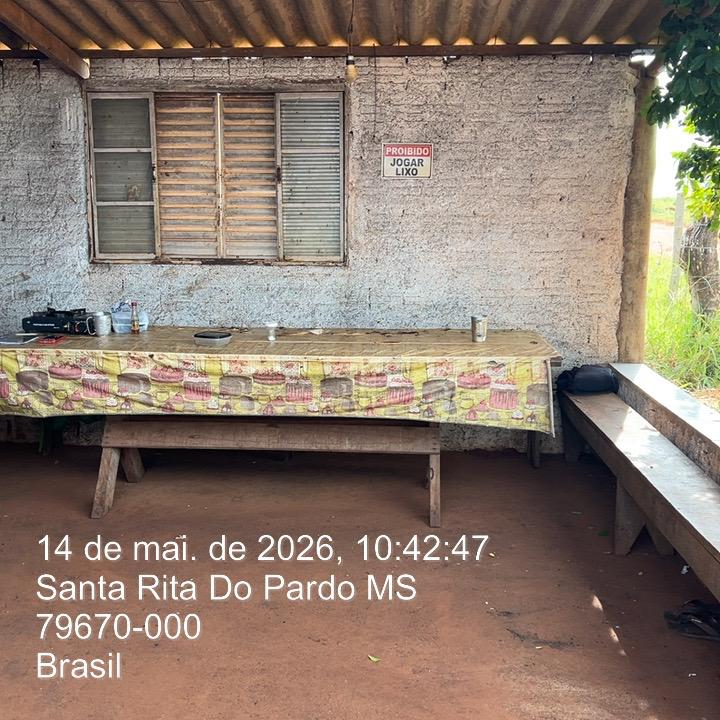 PROIBIDO
JOGAR
LIXO
14 de mai. de 2026, 10:42:47
Santa Rita Do Pardo MS
79670-000
Brasil